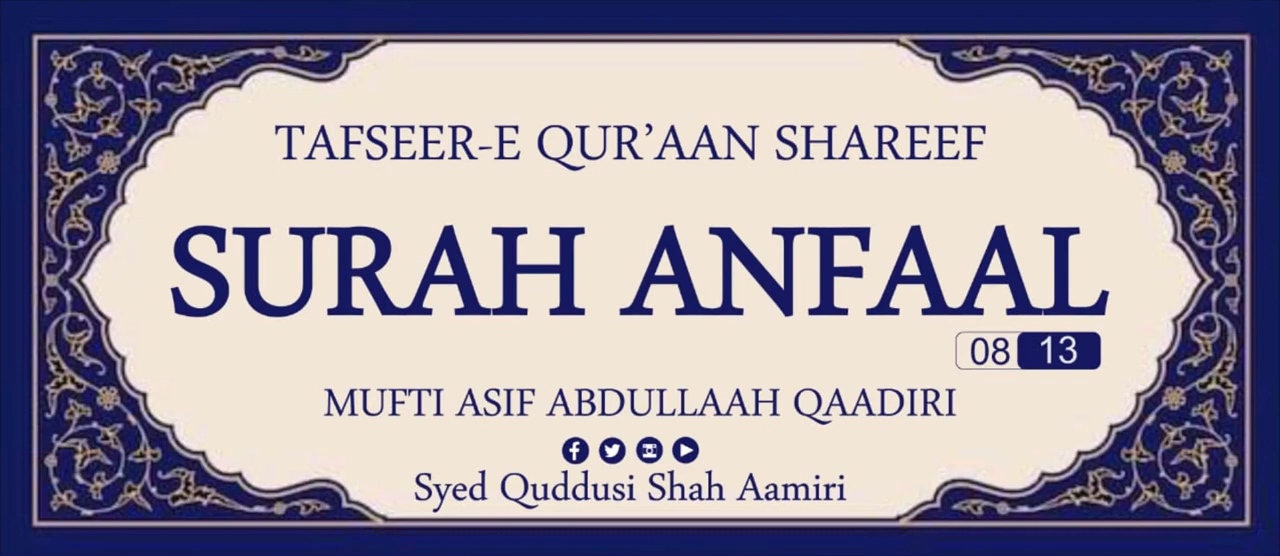 TAFSEER-E QUR’AAN SHAREEF
SURAH ANFAAL
08 13
MUFTI ASIF ABDULLAAH QAADIRI
Syed Quddusi Shah Aamiri